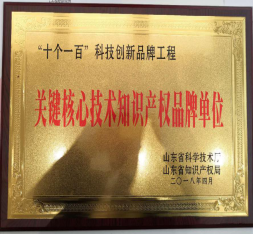 “十个一百”科技创新品牌工程
关键核心技术知识产权品牌单位
山东省科学技术厅
山东省知识产权局
二〇一八年四月